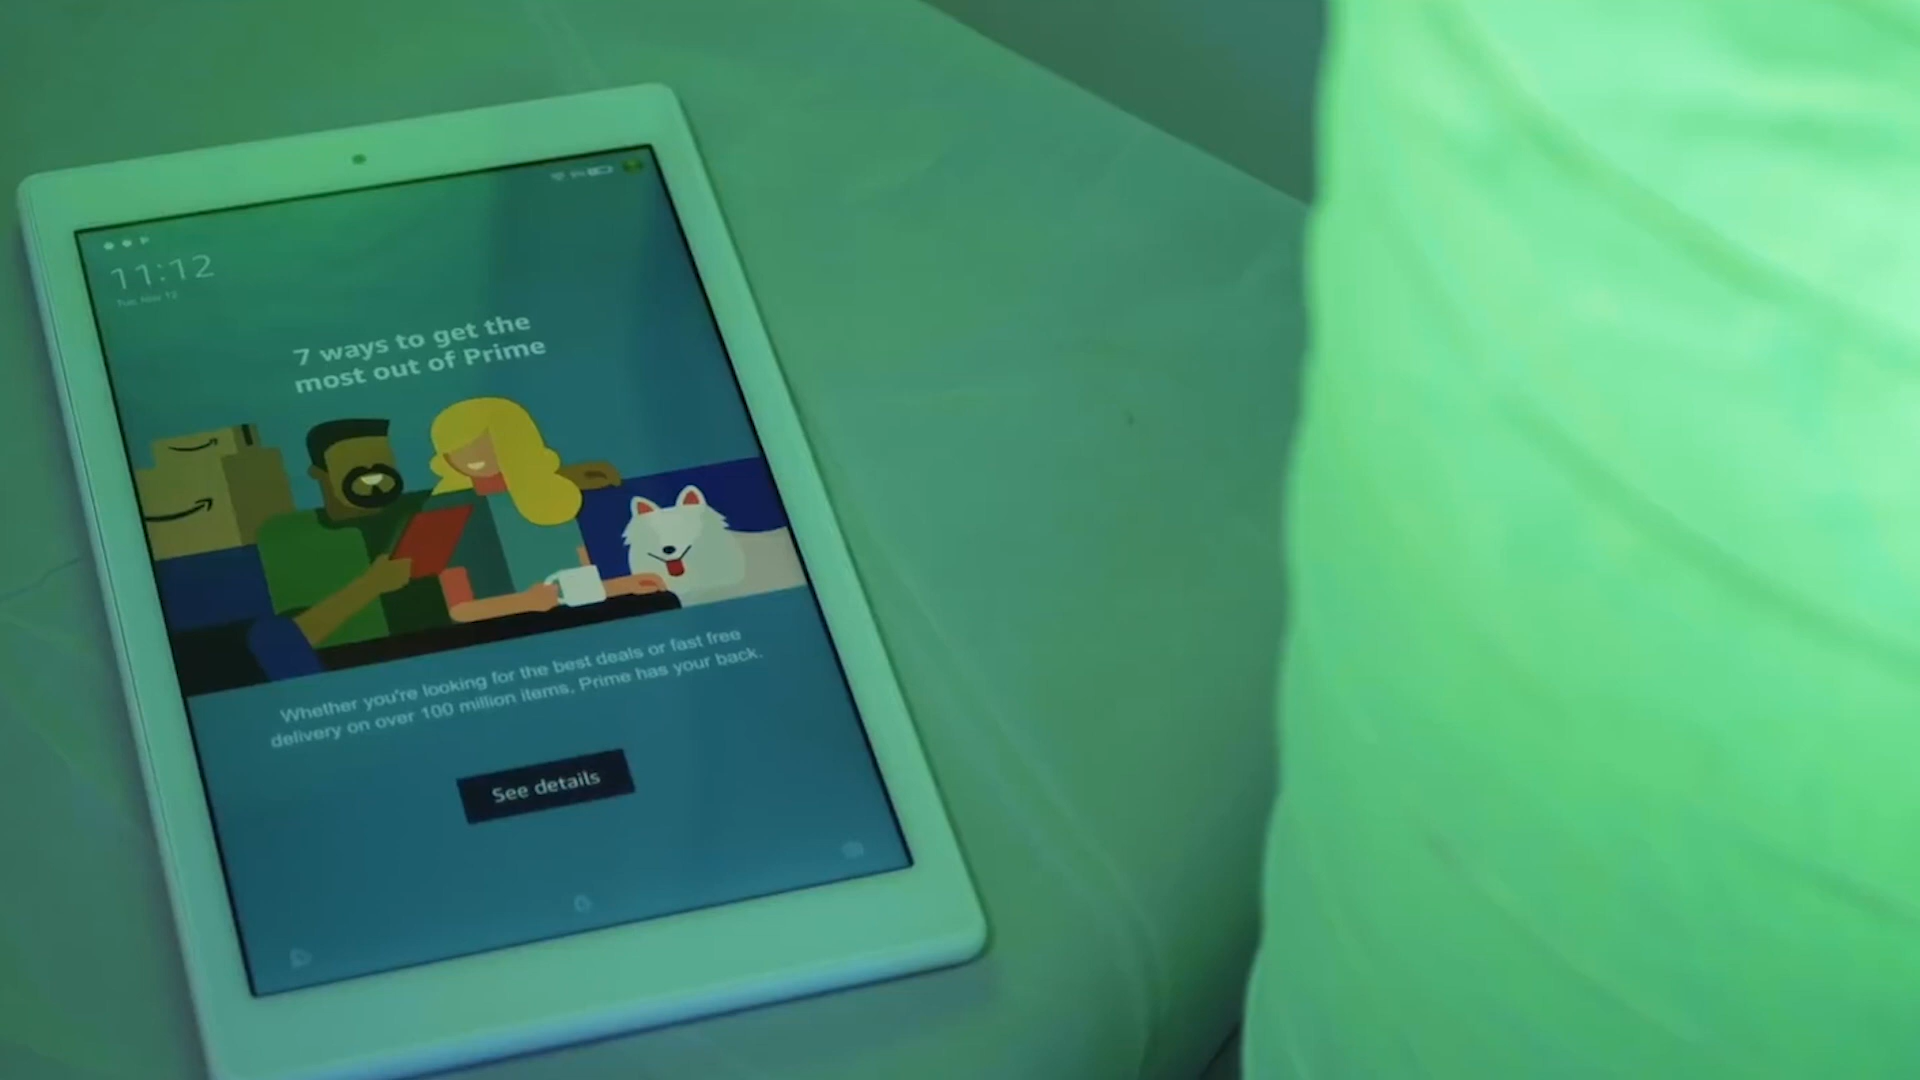 11:12
7 ways to get the
most out of Prime
Whether you're looking for the best deals or fast free
delivery on over 100 million items, Prime has your back.
See details